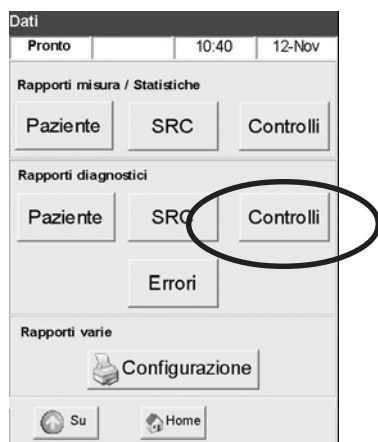 Dati
Pronto 10:40 12-Nov
Rapporti misura / Statistiche
Paziente SRC Controlli
Rapporti diagnostici
Paziente SRC Controlli
Errori
Rapporti varie
Configurazione
Su Home